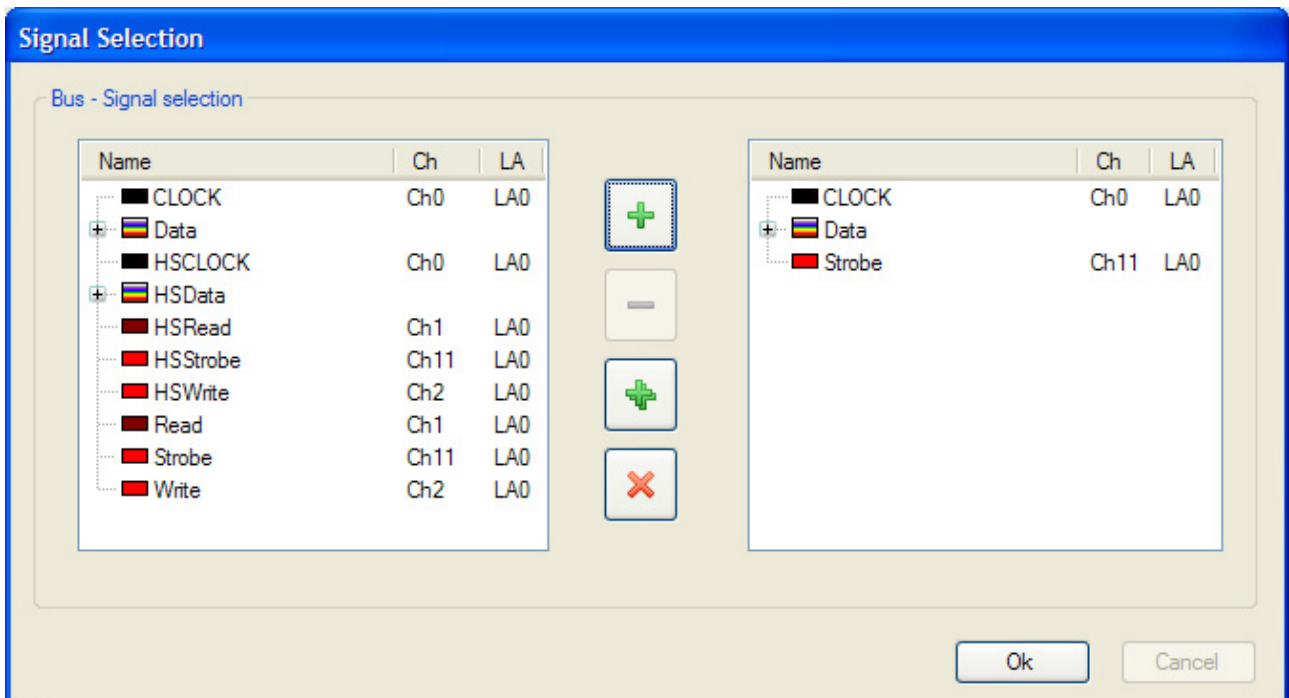 Signal Selection
Bus - Signal selection
Name Ch LA
CLOCK Ch0 LA0
Data
HSCLOCK Ch0 LA0
HSData
HSRead Ch1 LA0
HSStrobe Ch11 LA0
HSWrite Ch2 LA0
Read Ch1 LA0
Strobe Ch11 LA0
Write Ch2 LA0
Name Ch LA
CLOCK Ch0 LA0
Data
Strobe Ch11 LA0
Ok
Cancel